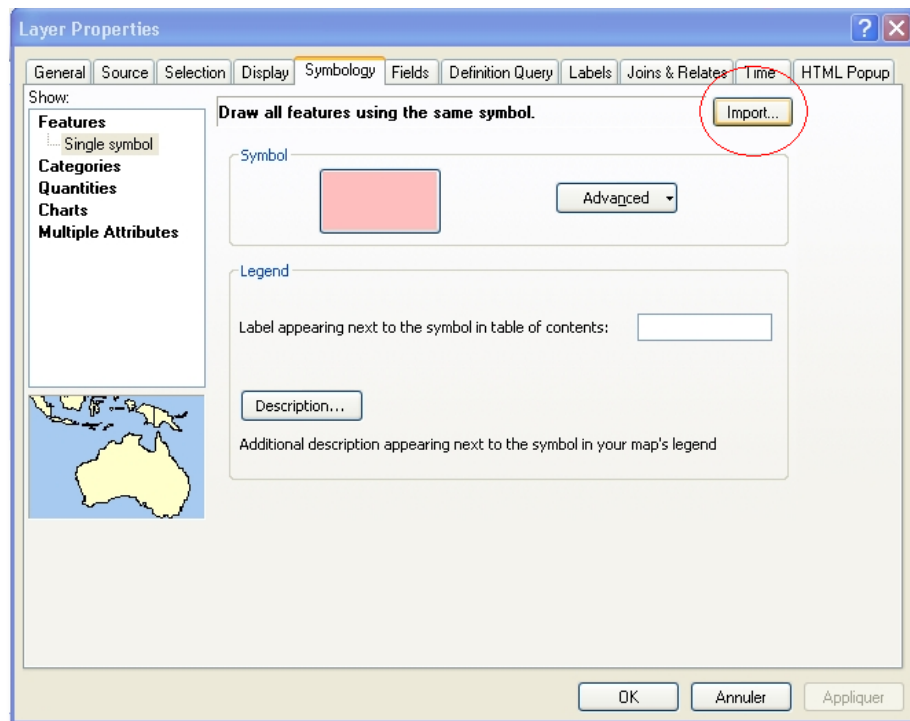 Layer Properties
?
General Source Selection Display Symbology Fields Definition Query Labels Joins & Relates Time HTML Popup
Show:
Features
Single symbol
Categories
Quantities
Charts
Multiple Attributes
Draw all features using the same symbol.
Import...
Symbol
Advanced
Legend
Label appearing next to the symbol in table of contents:
Description...
Additional description appearing next to the symbol in your map's legend
OK Annuler Appliquer